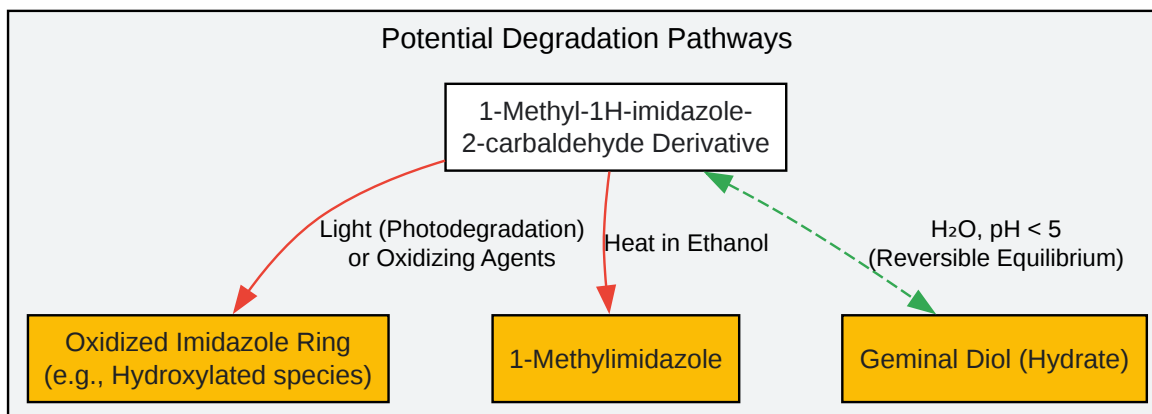 Potential Degradation Pathways
1-Methyl-1H-imidazole-
2-carbaldehyde Derivative
Light (Photodegradation)
or Oxidizing Agents
Heat in Ethanol
H₂O, pH < 5
(Reversible Equilibrium)
Oxidized Imidazole Ring
(e.g., Hydroxylated species)
1-Methylimidazole
Geminal Diol (Hydrate)